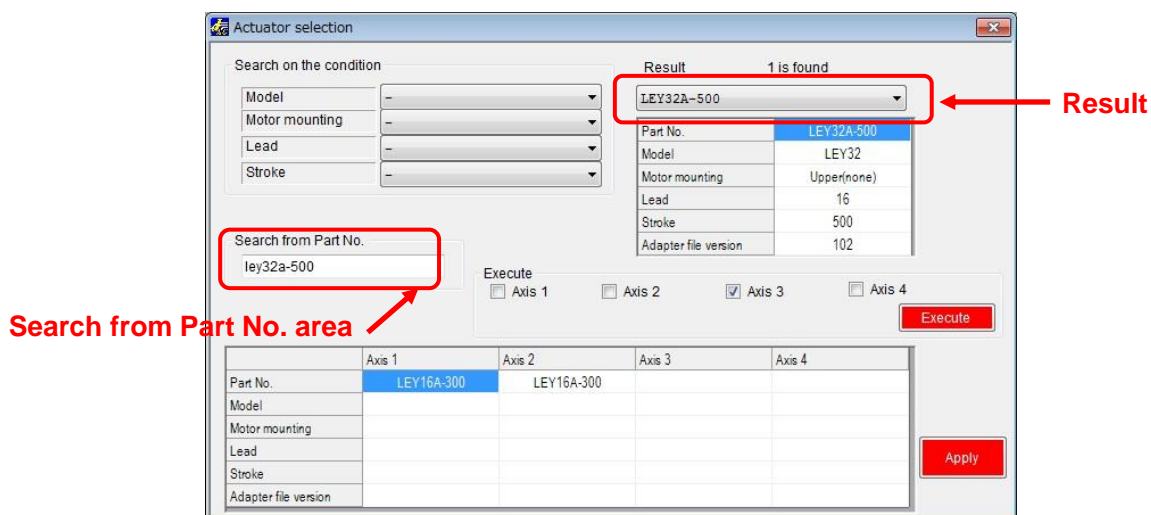 Actuator selection
Search on the condition
Model –
Motor mounting –
Lead –
Stroke –
Result 1 is found
LEY32A-500
Result
Part No. LEY32A-500
Model LEY32
Motor mounting Upper(none)
Lead 16
Stroke 500
Adapter file version 102
Search from Part No.
ley32a-500
Search from Part No. area
Execute
Axis 1 Axis 2 Axis 3 Axis 4
Execute
Axis 1 Axis 2 Axis 3 Axis 4
Part No. LEY16A-300 LEY16A-300
Model
Motor mounting
Lead
Stroke
Adapter file version
Apply